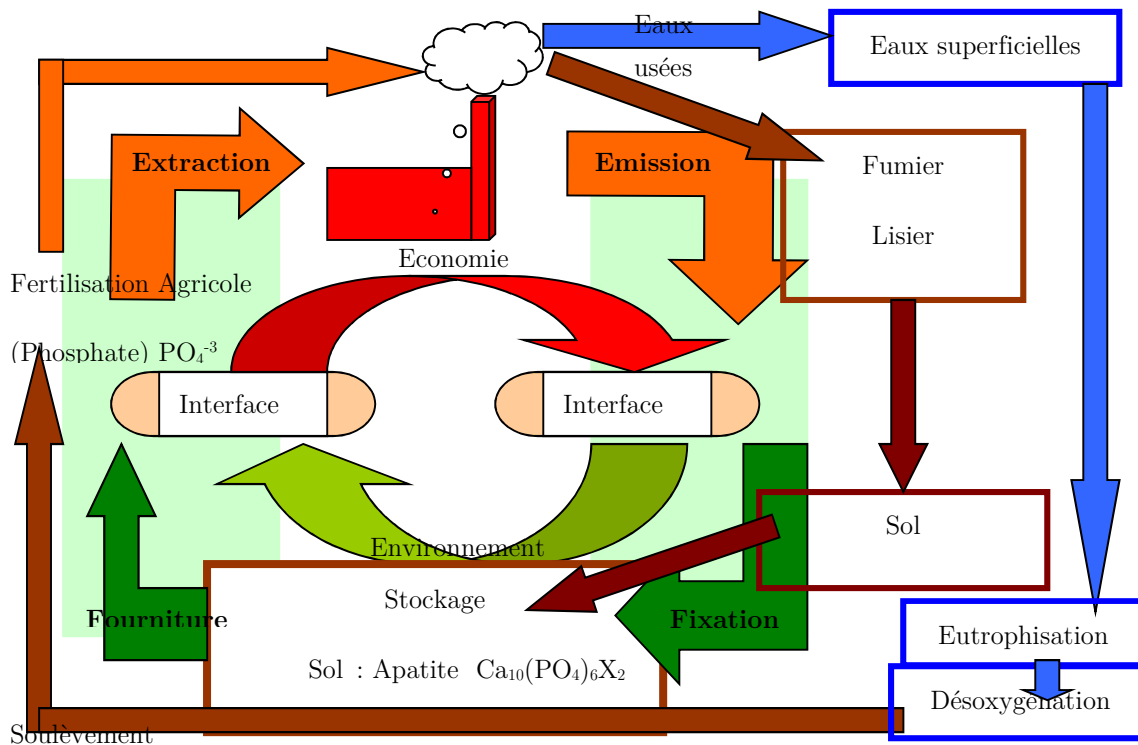 Eaux
usées
Eaux superficielles
Extraction
Emission
Fumier
Lisier
Economie
Fertilisation Agricole
(Phosphate) PO₄⁻³
Interface
Interface
Sol
Environnement
Stockage
Fourniture
Fixation
Eutrophisation
Sol : Apatite Ca₁₀(PO₄)₆X₂
Désoxygénation
Soulèvement